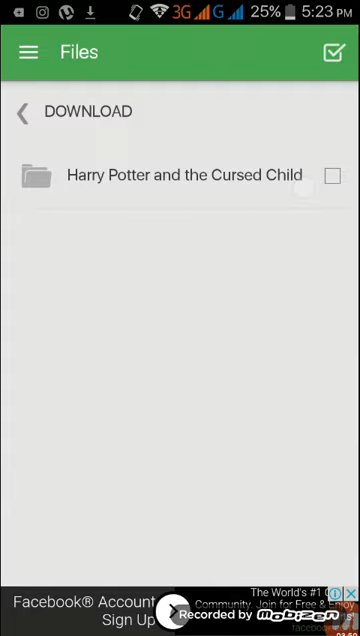 3G G 25% 5:23 PM
Files
DOWNLOAD
Harry Potter and the Cursed Child
Facebook® Account
Sign Up
The World's #1
Community. Join for Free & Enjoy
Recorded by MOBIZEN